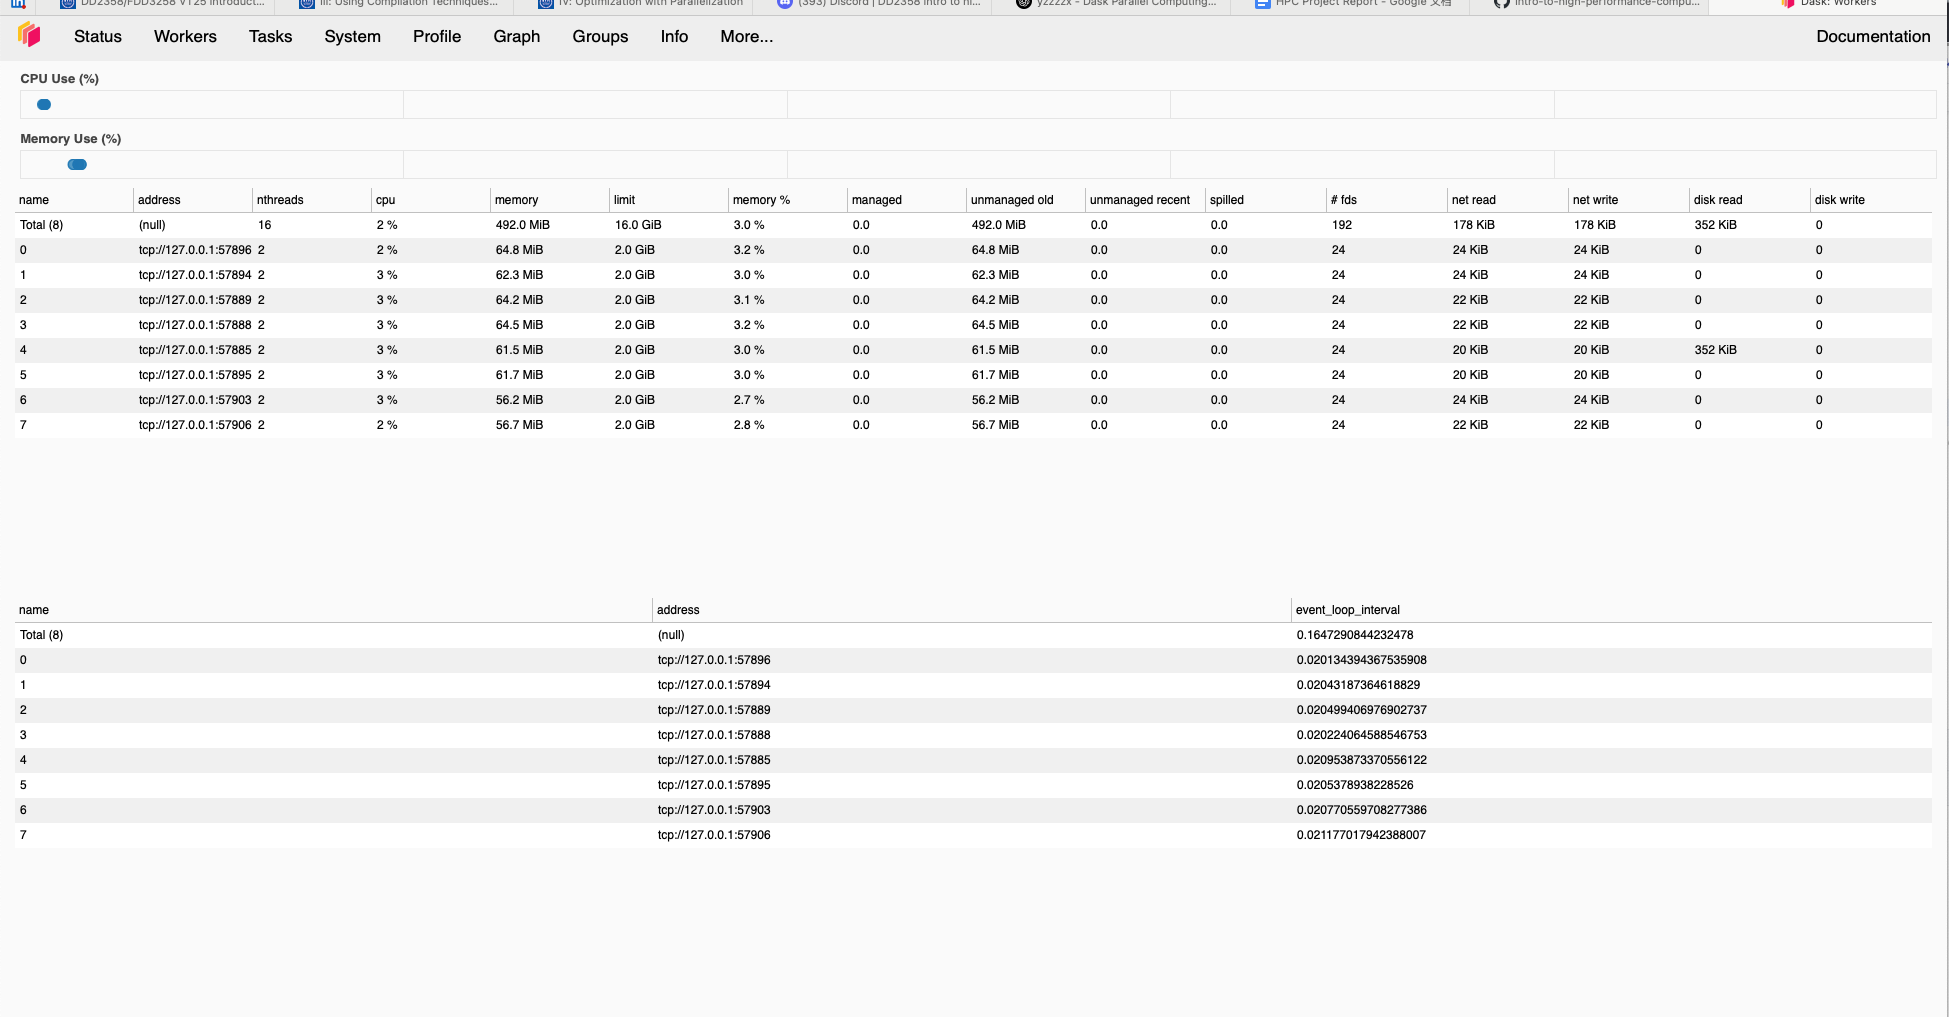 DD2358/FDD3258 VT25 Introduct... III: Using Compilation Techniques... IV: Optimization with Parallelization (393) Discord | DD2358 Intro to hi... yzzzzx - Dask Parallel Computing... HPC Project Report - Google 文档 intro-to-high-performance-compu... Dask: Workers
Status Workers Tasks System Profile Graph Groups Info More... Documentation
CPU Use (%)
Memory Use (%)
name address nthreads cpu memory limit memory % managed unmanaged old unmanaged recent spilled # fds net read net write disk read disk write
Total (8) (null) 16 2 % 492.0 MiB 16.0 GiB 3.0 % 0.0 492.0 MiB 0.0 0.0 192 178 KiB 178 KiB 352 KiB 0
0 tcp://127.0.0.1:57896 2 2 % 64.8 MiB 2.0 GiB 3.2 % 0.0 64.8 MiB 0.0 0.0 24 24 KiB 24 KiB 0 0
1 tcp://127.0.0.1:57894 2 3 % 62.3 MiB 2.0 GiB 3.0 % 0.0 62.3 MiB 0.0 0.0 24 24 KiB 24 KiB 0 0
2 tcp://127.0.0.1:57889 2 3 % 64.2 MiB 2.0 GiB 3.1 % 0.0 64.2 MiB 0.0 0.0 24 22 KiB 22 KiB 0 0
3 tcp://127.0.0.1:57888 2 3 % 64.5 MiB 2.0 GiB 3.2 % 0.0 64.5 MiB 0.0 0.0 24 22 KiB 22 KiB 0 0
4 tcp://127.0.0.1:57885 2 3 % 61.5 MiB 2.0 GiB 3.0 % 0.0 61.5 MiB 0.0 0.0 24 20 KiB 20 KiB 352 KiB 0
5 tcp://127.0.0.1:57895 2 3 % 61.7 MiB 2.0 GiB 3.0 % 0.0 61.7 MiB 0.0 0.0 24 20 KiB 20 KiB 0 0
6 tcp://127.0.0.1:57903 2 3 % 56.2 MiB 2.0 GiB 2.7 % 0.0 56.2 MiB 0.0 0.0 24 24 KiB 24 KiB 0 0
7 tcp://127.0.0.1:57906 2 2 % 56.7 MiB 2.0 GiB 2.8 % 0.0 56.7 MiB 0.0 0.0 24 22 KiB 22 KiB 0 0
name address event_loop_interval
Total (8) (null) 0.1647290844232478
0 tcp://127.0.0.1:57896 0.020134394367535908
1 tcp://127.0.0.1:57894 0.02043187364618829
2 tcp://127.0.0.1:57889 0.020499406976902737
3 tcp://127.0.0.1:57888 0.020224064588546753
4 tcp://127.0.0.1:57885 0.020953873370556122
5 tcp://127.0.0.1:57895 0.0205378938228526
6 tcp://127.0.0.1:57903 0.020770559708277386
7 tcp://127.0.0.1:57906 0.021177017942388007